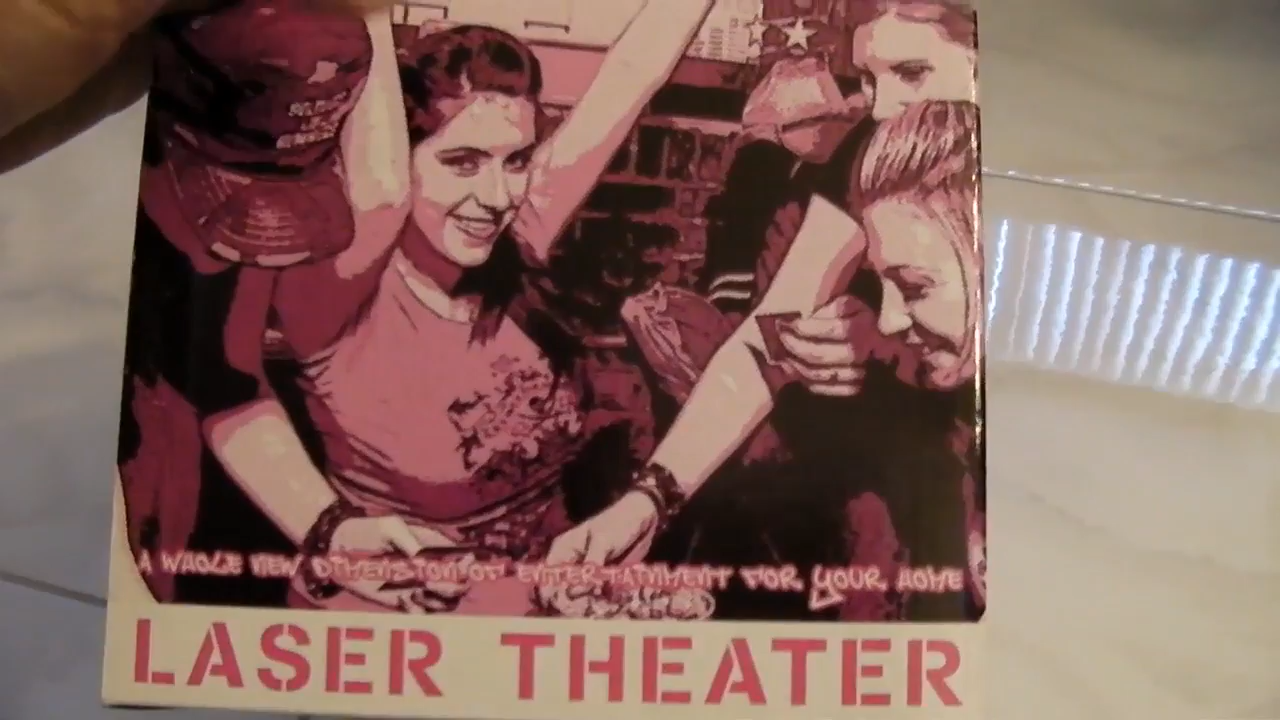 A WHOLE NEW DIMENSION OF ENTERTAINMENT FOR YOUR HOME
LASER THEATER